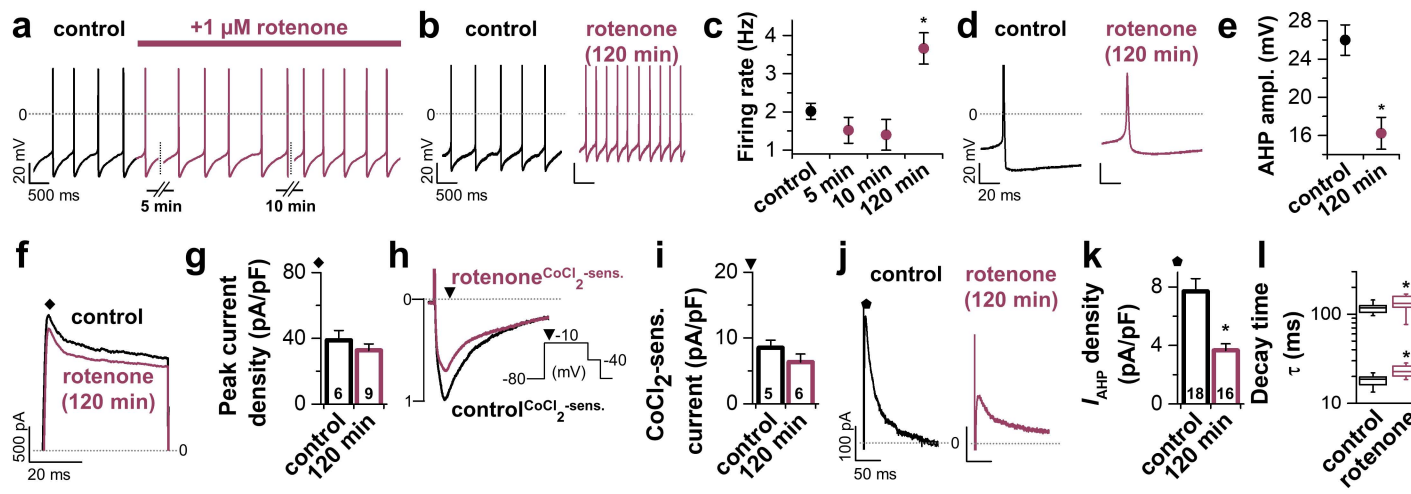 a
control
+1 µM rotenone
0
20 mV
500 ms
5 min
10 min
b
control
rotenone
(120 min)
0
20 mV
500 ms
c
Firing rate (Hz)
4
3
2
1
*
control
5 min
10 min
120 min
d
control
rotenone
(120 min)
0
20 mV
20 ms
e
AHP ampl. (mV)
28
24
20
16
*
control
120 min
f
control
rotenone
(120 min)
500 pA
20 ms
0
g
Peak current
density (pA/pF)
80
40
0
6
9
control
120 min
h
rotenone^CoCl₂-sens.
0
1
control^CoCl₂-sens.
-10
-40
-80
(mV)
i
CoCl₂-sens.
current (pA/pF)
20
10
0
5
6
control
120 min
j
control
rotenone
(120 min)
100 pA
50 ms
0
k
I_AHP density
(pA/pF)
8
4
0
18
16
*
control
120 min
l
Decay time
τ (ms)
100
10
*
*
control
rotenone